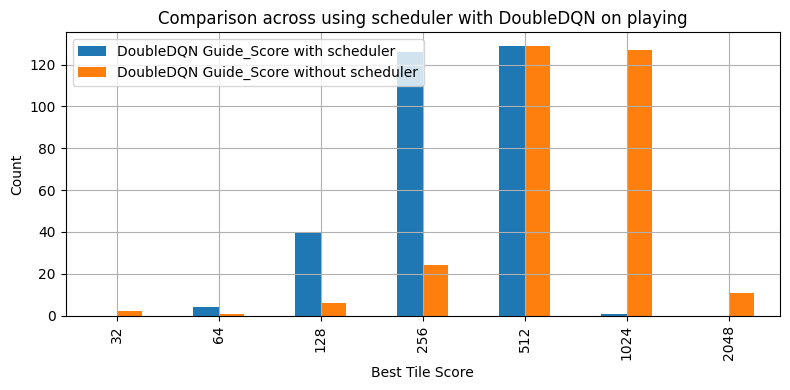 Comparison across using scheduler with DoubleDQN on playing
DoubleDQN Guide_Score with scheduler
DoubleDQN Guide_Score without scheduler
Count
120
100
80
60
40
20
0
32
64
128
256
512
1024
2048
Best Tile Score